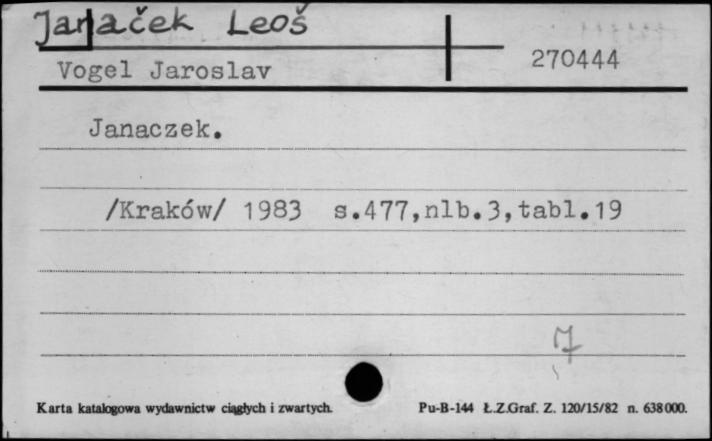 Janaček Leoš
Vogel Jaroslav 270444
Janaczek.
/Kraków/ 1983 s.477,nlb.3,tabl.19
Karta katalogowa wydawnictw ciągłych i zwartych. Pu-B-144 Ł.Z.Graf. Z. 120/15/82 n. 638000.